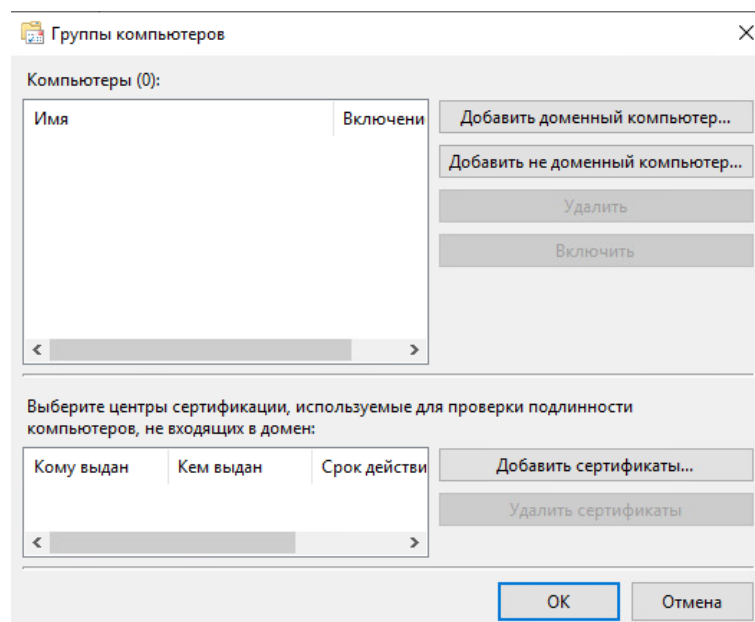 Группы компьютеров
Компьютеры (0):
Имя
Включени
Добавить доменный компьютер...
Добавить не доменный компьютер...
Удалить
Включить
Выберите центры сертификации, используемые для проверки подлинности
компьютеров, не входящих в домен:
Кому выдан
Кем выдан
Срок действи
Добавить сертификаты...
Удалить сертификаты
ОК
Отмена